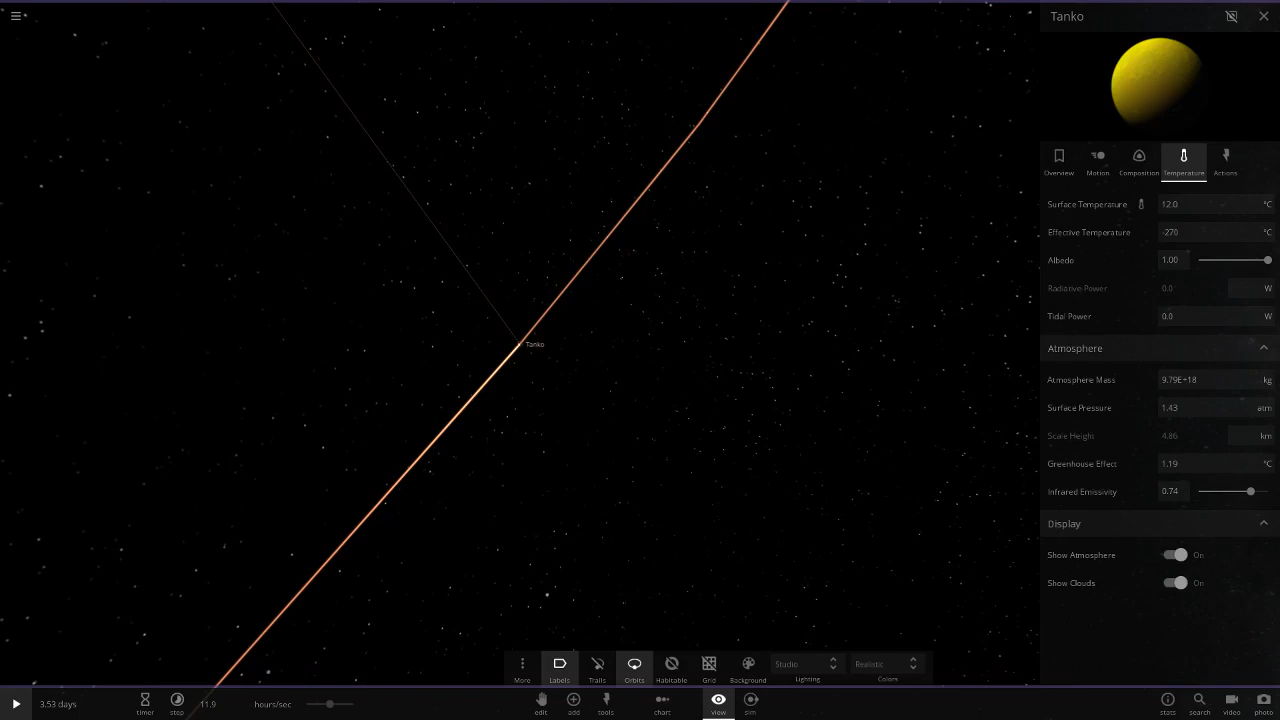 Tanko
Overview Motion Composition Temperature Actions
Surface Temperature 12.0 °C
Effective Temperature -270 °C
Albedo 1.00
Radiative Power 0.0 W
Tidal Power 0.0 W
Atmosphere
Atmosphere Mass 9.79E+18 kg
Surface Pressure 1.43 atm
Scale Height 4.86 km
Greenhouse Effect 1.19 °C
Infrared Emissivity 0.74
Display
Show Atmosphere On
Show Clouds On
Tanko
More Labels Trails Orbits Habitable Grid Background Studio Lighting Realistic Colors
3.53 days timer step 11.9 hours/sec edit add tools chart view sim stats search video photo